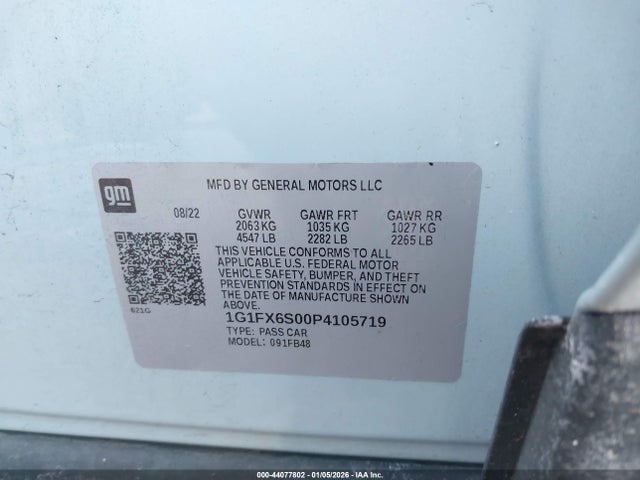 gm
MFD BY GENERAL MOTORS LLC
08/22 GVWR GAWR FRT GAWR RR
2063 KG 1035 KG 1027 KG
4547 LB 2282 LB 2265 LB
THIS VEHICLE CONFORMS TO ALL
APPLICABLE U.S. FEDERAL MOTOR
VEHICLE SAFETY, BUMPER, AND THEFT
PREVENTION STANDARDS IN EFFECT ON
THE DATE OF MANUFACTURE SHOWN
ABOVE.
621G
1G1FX6S00P4105719
TYPE: PASS CAR
MODEL: 091FB48
000-44077802 - 01/05/2026 - © IAA, Inc.